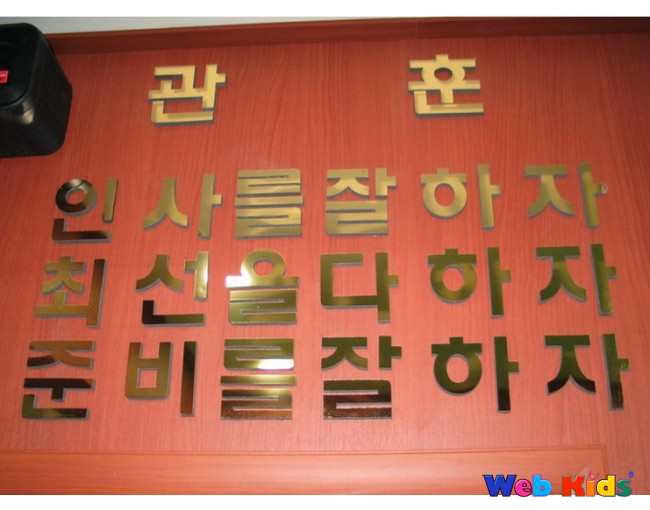 관 훈
인사를잘하자
최선을다하자
준비를잘하자
Web Kids